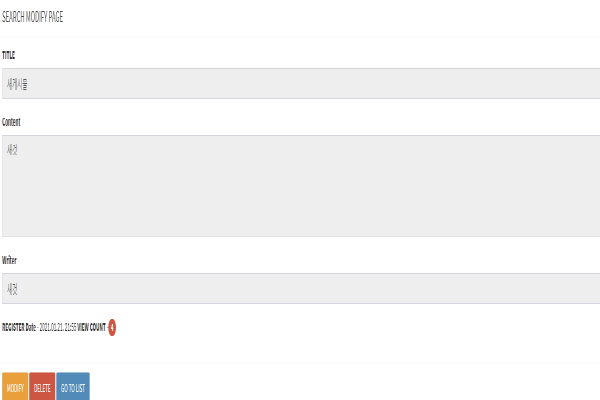 SEARCH MODIFY PAGE
TITLE
새게시물
Content
새것
Writer
새것
REGISTER Date - 2021.01.21. 21:55 VIEW COUNT - 4
MODIFY DELETE GO TO LIST